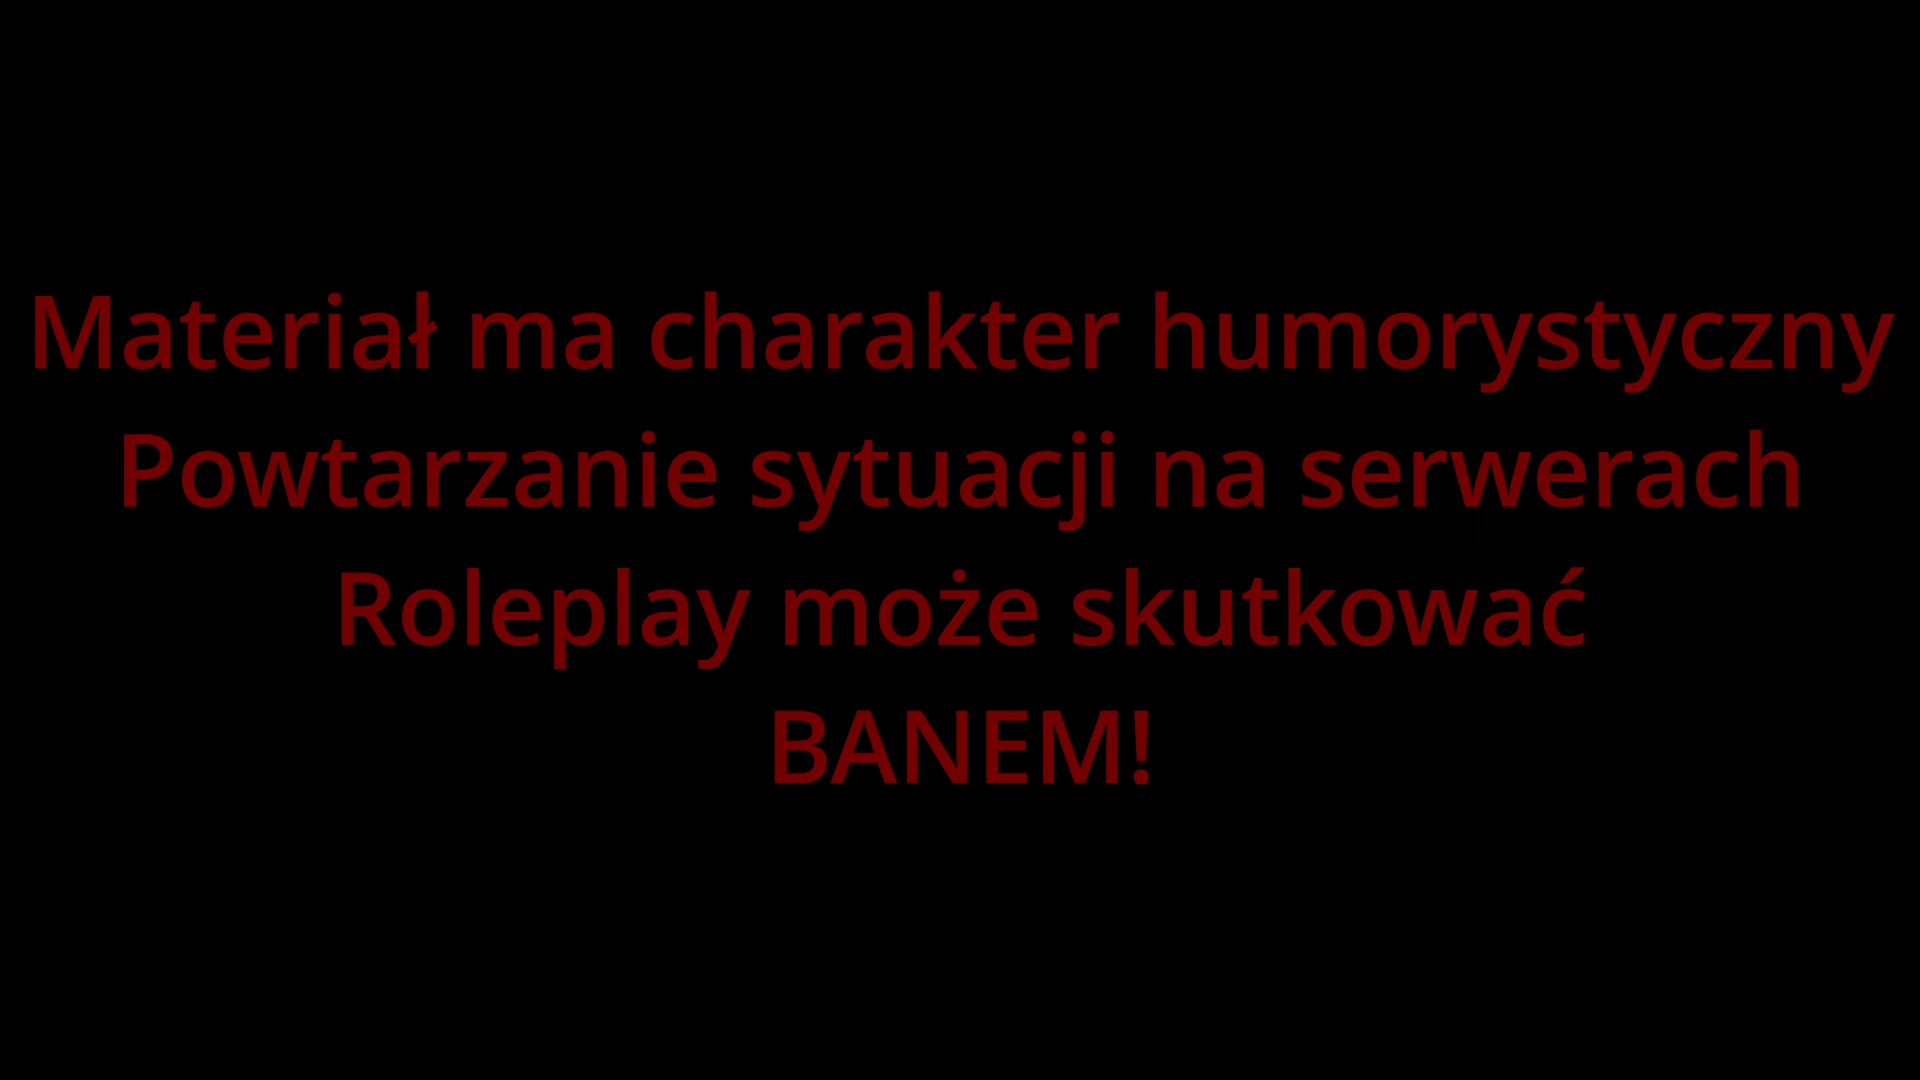 Materiał ma charakter humorystyczny
Powtarzanie sytuacji na serwerach
Roleplay może skutkować
BANEM!